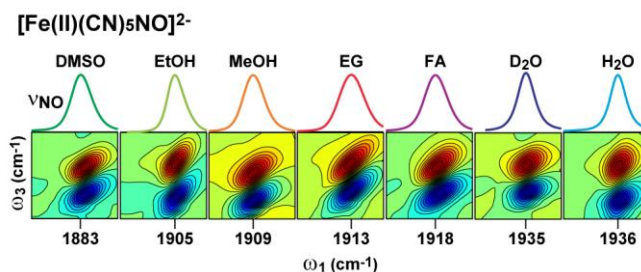 [Fe(II)(CN)₅NO]²⁻
DMSO EtOH MeOH EG FA D₂O H₂O
νNO
ω₃ (cm⁻¹)
1883 1905 1909 1913 1918 1935 1936
ω₁ (cm⁻¹)